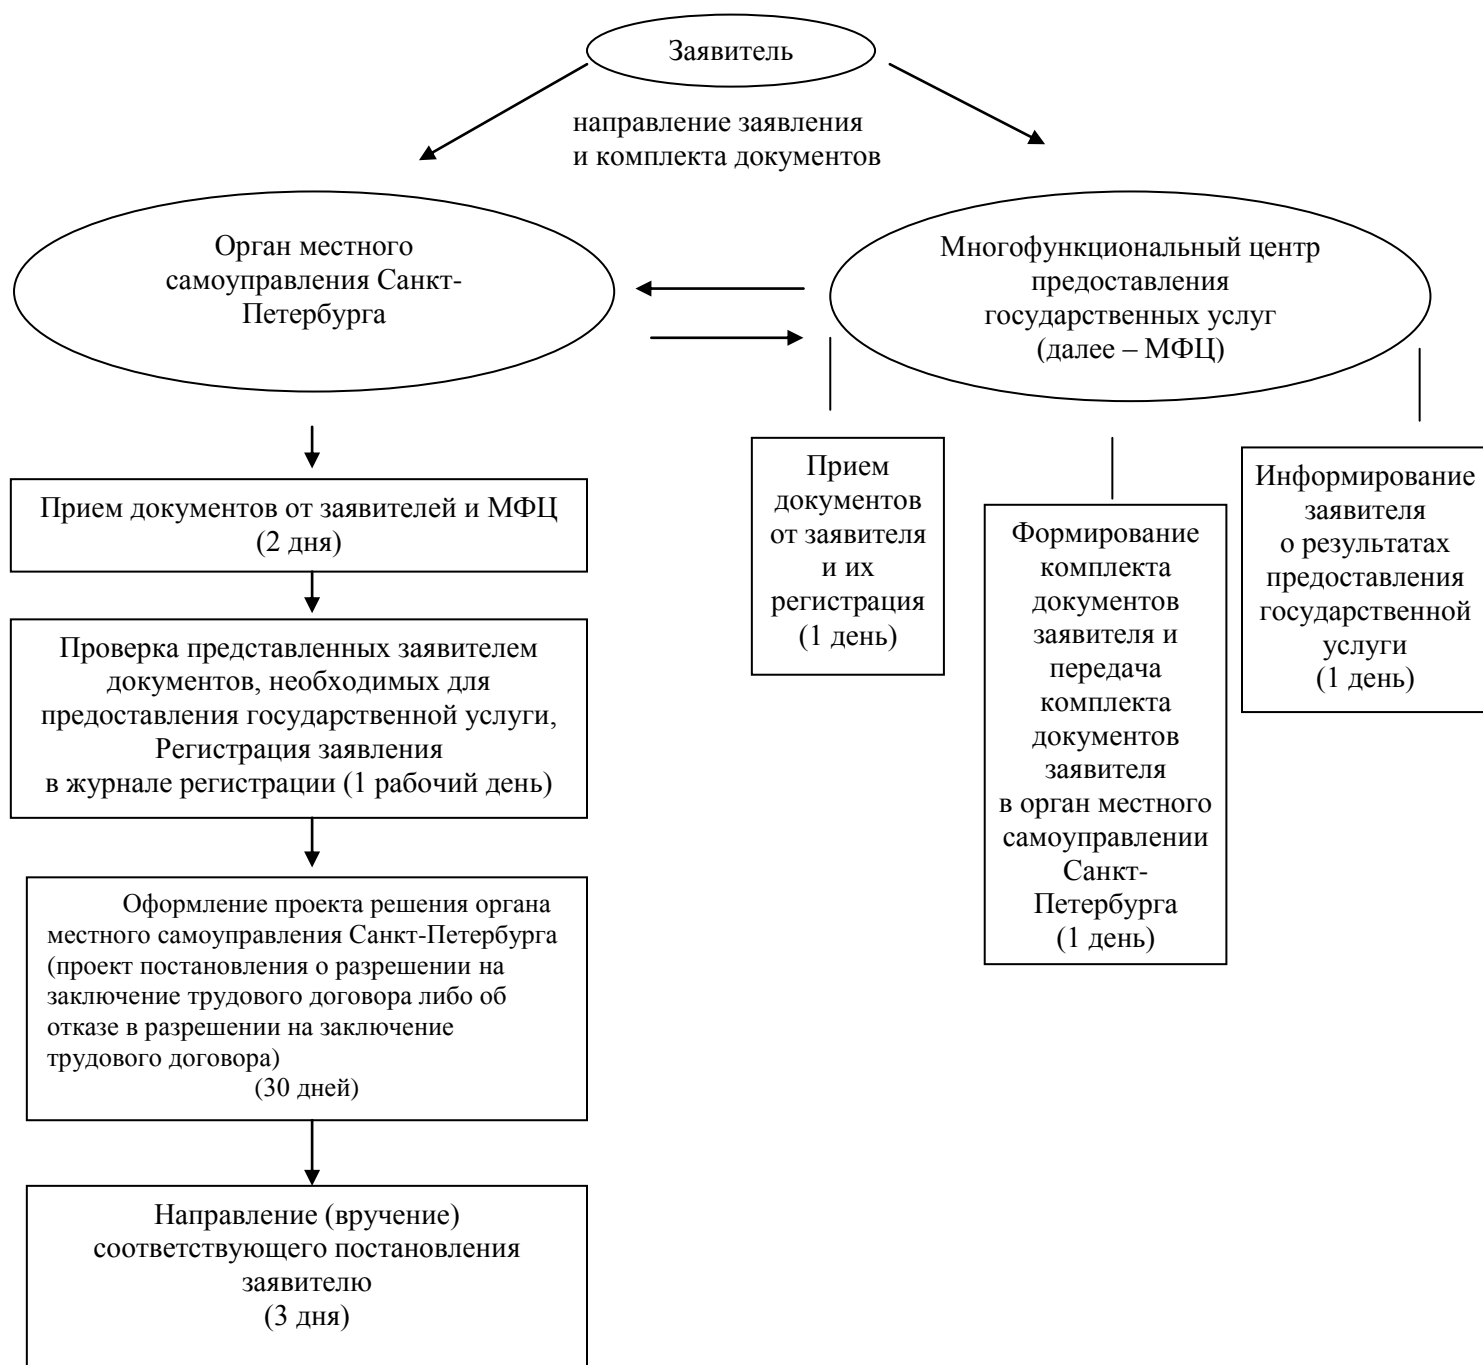 Заявитель
направление заявления
и комплекта документов
Орган местного
самоуправления Санкт-
Петербурга
Многофункциональный центр
предоставления
государственных услуг
(далее – МФЦ)
Прием документов от заявителей и МФЦ
(2 дня)
Проверка представленных заявителем
документов, необходимых для
предоставления государственной услуги,
Регистрация заявления
в журнале регистрации (1 рабочий день)
Оформление проекта решения органа
местного самоуправления Санкт-Петербурга
(проект постановления о разрешении на
заключение трудового договора либо об
отказе в разрешении на заключение
трудового договора)
(30 дней)
Направление (вручение)
соответствующего постановления
заявителю
(3 дня)
Прием
документов
от заявителя
и их
регистрация
(1 день)
Формирование
комплекта
документов
заявителя и
передача
комплекта
документов
заявителя
в орган местного
самоуправлении
Санкт-
Петербурга
(1 день)
Информирование
заявителя
о результатах
предоставления
государственной
услуги
(1 день)